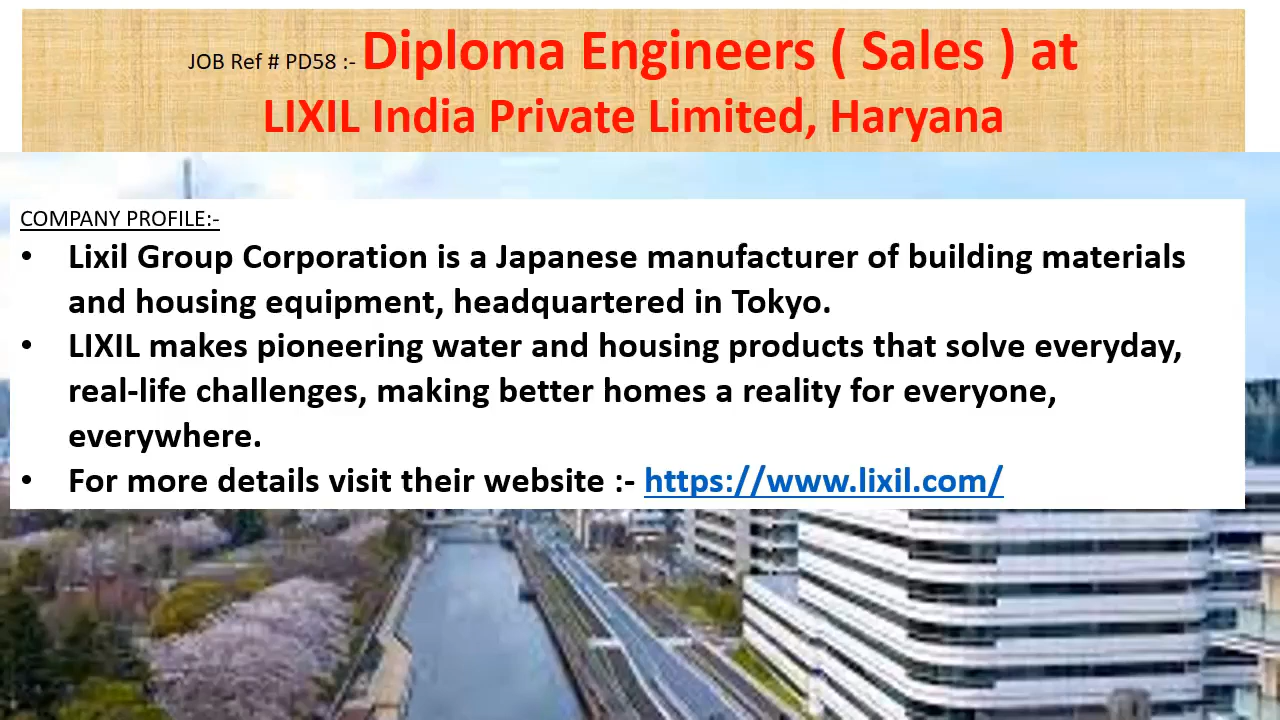 JOB Ref # PD58 :- Diploma Engineers ( Sales ) at
LIXIL India Private Limited, Haryana
COMPANY PROFILE:-
• Lixil Group Corporation is a Japanese manufacturer of building materials
and housing equipment, headquartered in Tokyo.
• LIXIL makes pioneering water and housing products that solve everyday,
real-life challenges, making better homes a reality for everyone,
everywhere.
• For more details visit their website :- https://www.lixil.com/